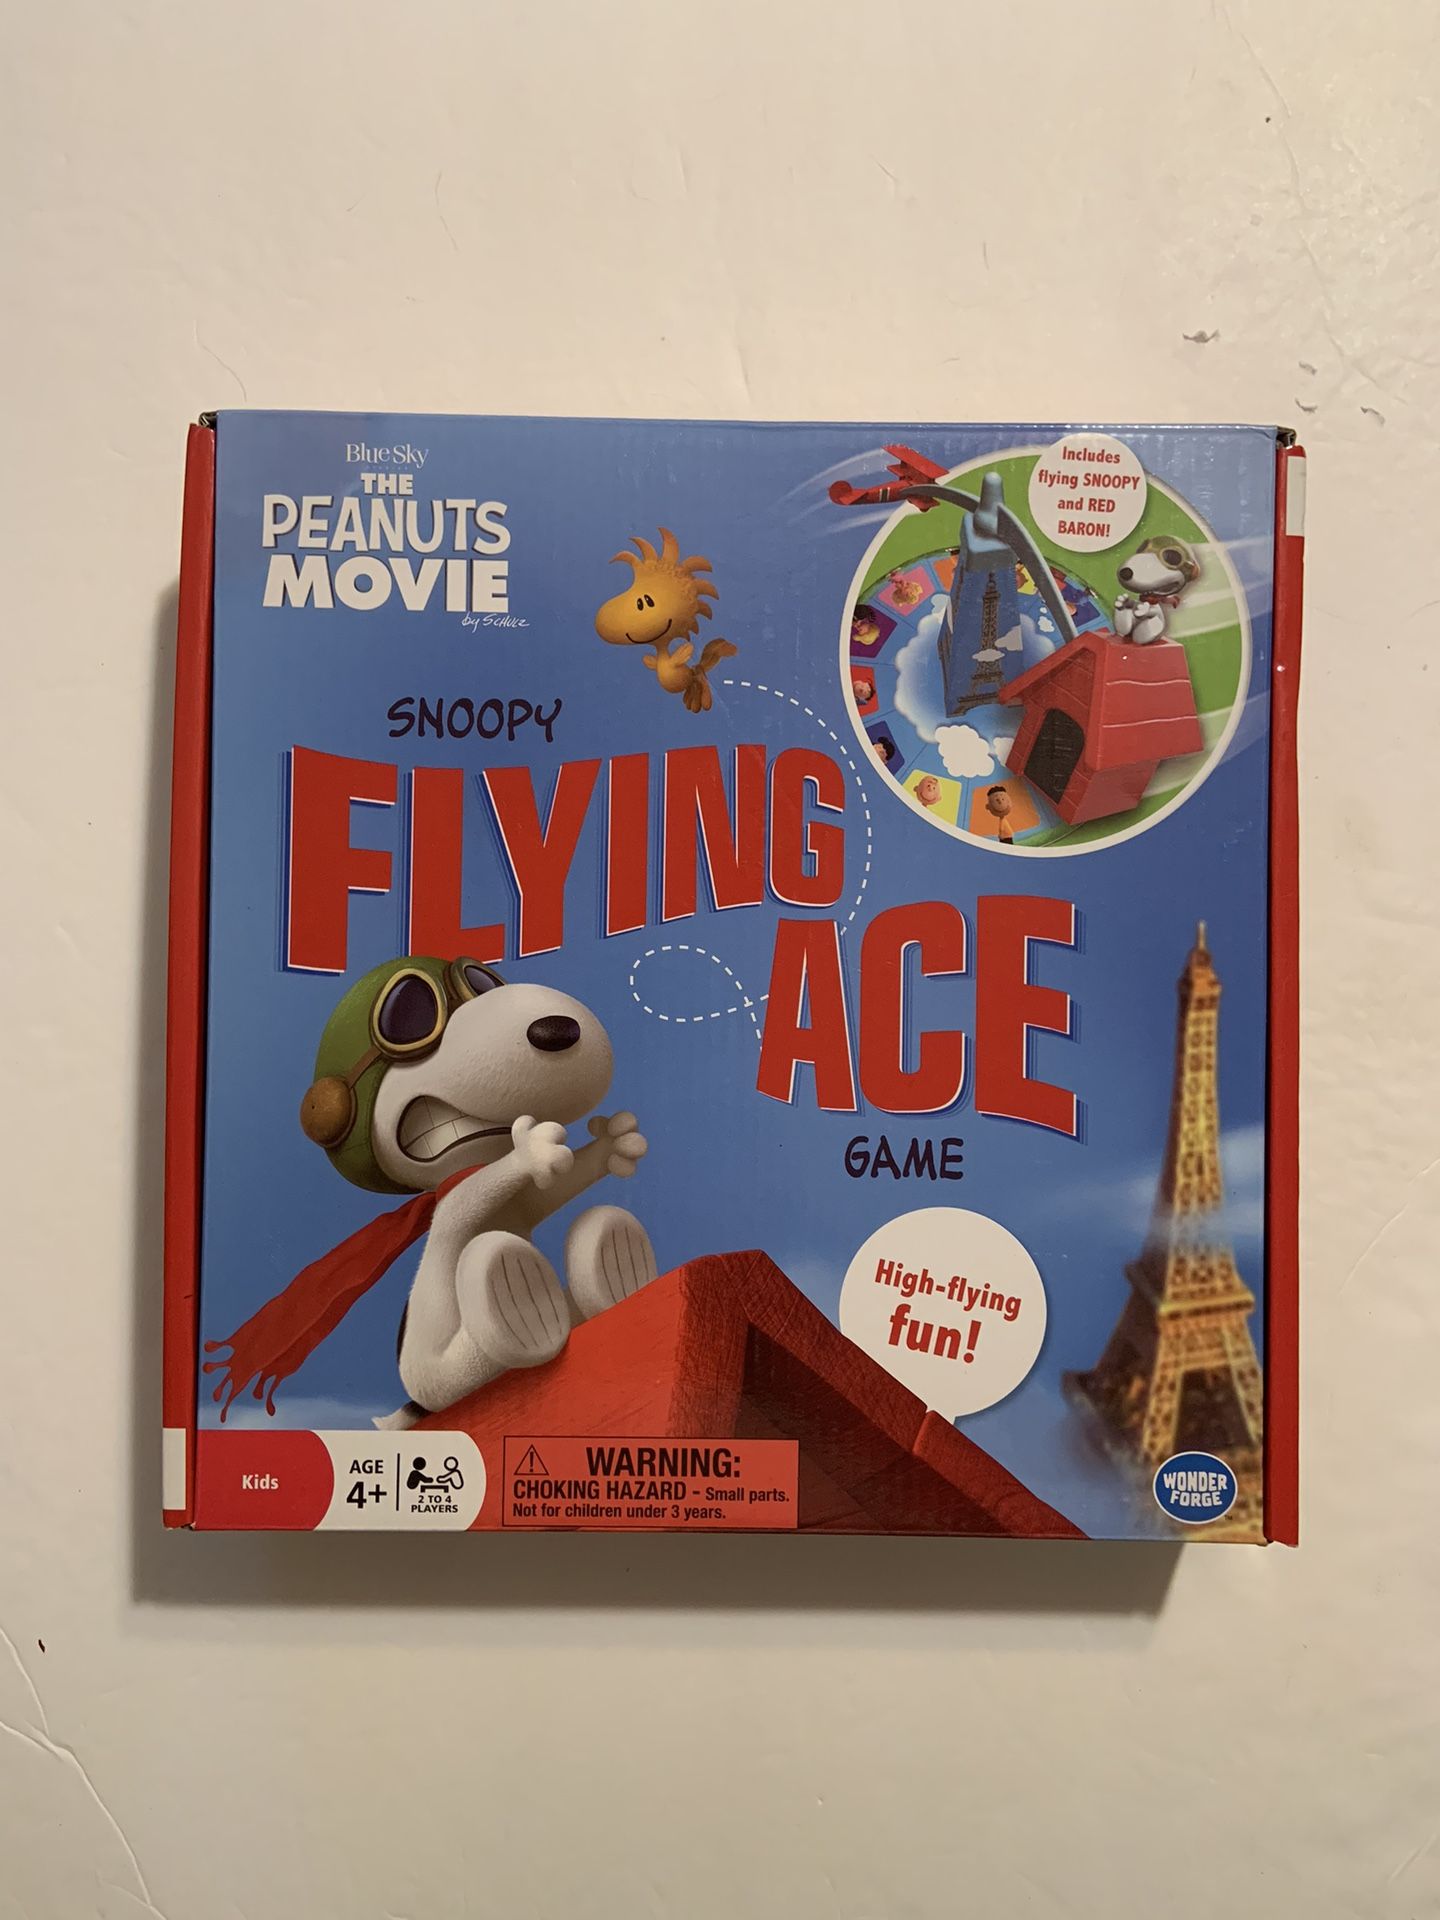 Blue Sky
THE
PEANUTS
MOVIE
by SCHULZ
Includes
flying SNOOPY
and RED
BARON!
SNOOPY
FLYING
ACE
GAME
High-flying
fun!
Kids
AGE
4+
2 TO 4
PLAYERS
WARNING:
CHOKING HAZARD - Small parts.
Not for children under 3 years.
WONDER
FORGE
TM